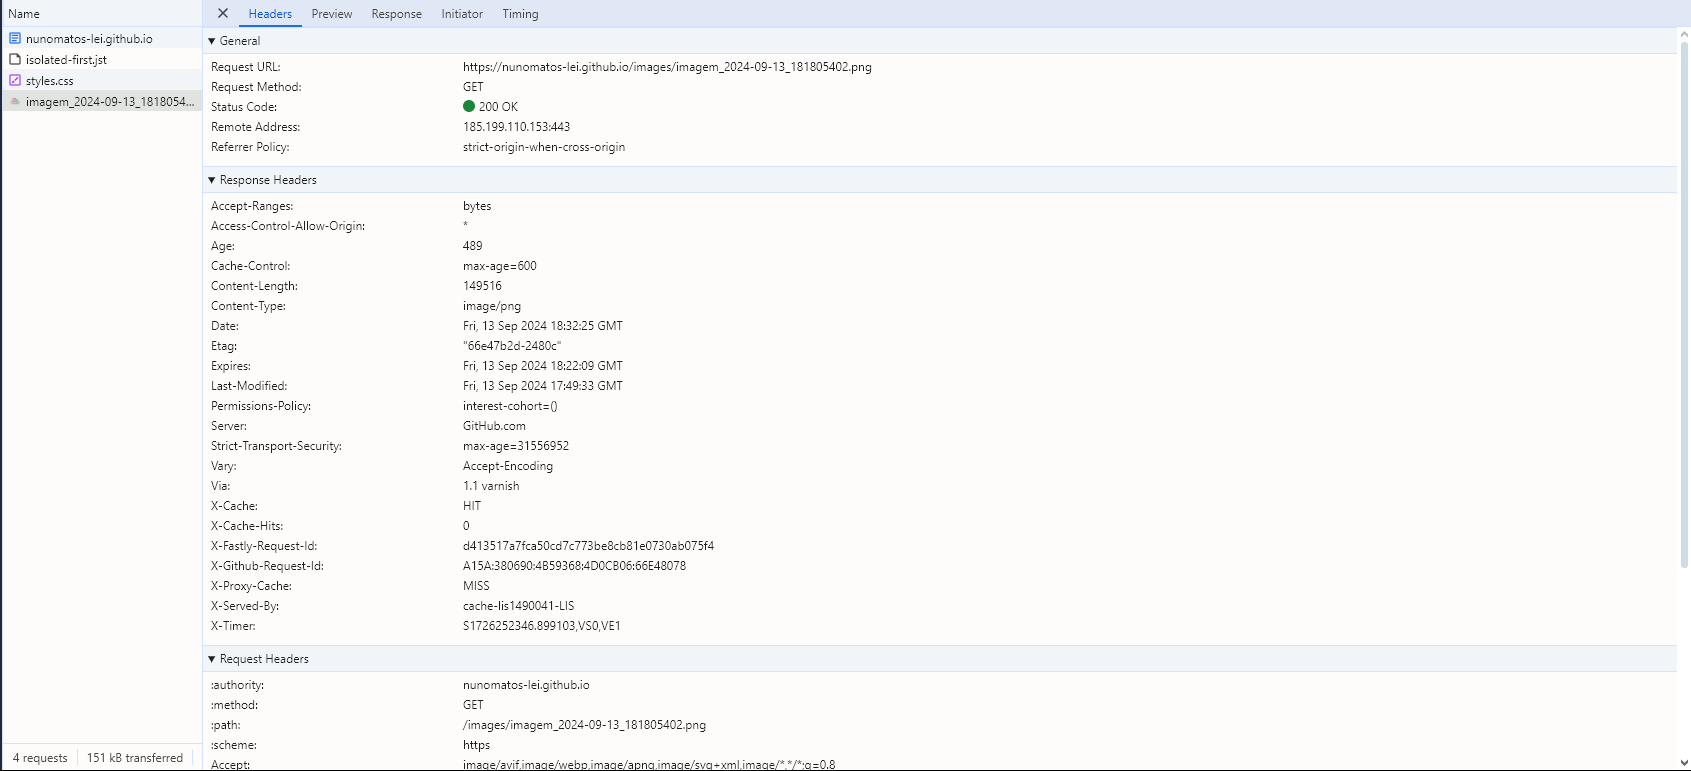 Name
nunomatos-lei.github.io
isolated-first.jst
styles.css
imagem_2024-09-13_1818054...
4 requests 151 kB transferred
Headers Preview Response Initiator Timing
General
Request URL: https://nunomatos-lei.github.io/images/imagem_2024-09-13_181805402.png
Request Method: GET
Status Code: 200 OK
Remote Address: 185.199.110.153:443
Referrer Policy: strict-origin-when-cross-origin
Response Headers
Accept-Ranges: bytes
Access-Control-Allow-Origin: *
Age: 489
Cache-Control: max-age=600
Content-Length: 149516
Content-Type: image/png
Date: Fri, 13 Sep 2024 18:32:25 GMT
Etag: "66e47b2d-2480c"
Expires: Fri, 13 Sep 2024 18:22:09 GMT
Last-Modified: Fri, 13 Sep 2024 17:49:33 GMT
Permissions-Policy: interest-cohort=()
Server: GitHub.com
Strict-Transport-Security: max-age=31556952
Vary: Accept-Encoding
Via: 1.1 varnish
X-Cache: HIT
X-Cache-Hits: 0
X-Fastly-Request-Id: d413517a7fca50cd7c773be8cb81e0730ab075f4
X-Github-Request-Id: A15A:380690:4B59368:4D0CB06:66E48078
X-Proxy-Cache: MISS
X-Served-By: cache-lis1490041-LIS
X-Timer: S1726252346.899103,VS0,VE1
Request Headers
:authority: nunomatos-lei.github.io
:method: GET
:path: /images/imagem_2024-09-13_181805402.png
:scheme: https
Accept: image/avif,image/webp,image/apng,image/svg+xml,image/*,*/*;q=0.8